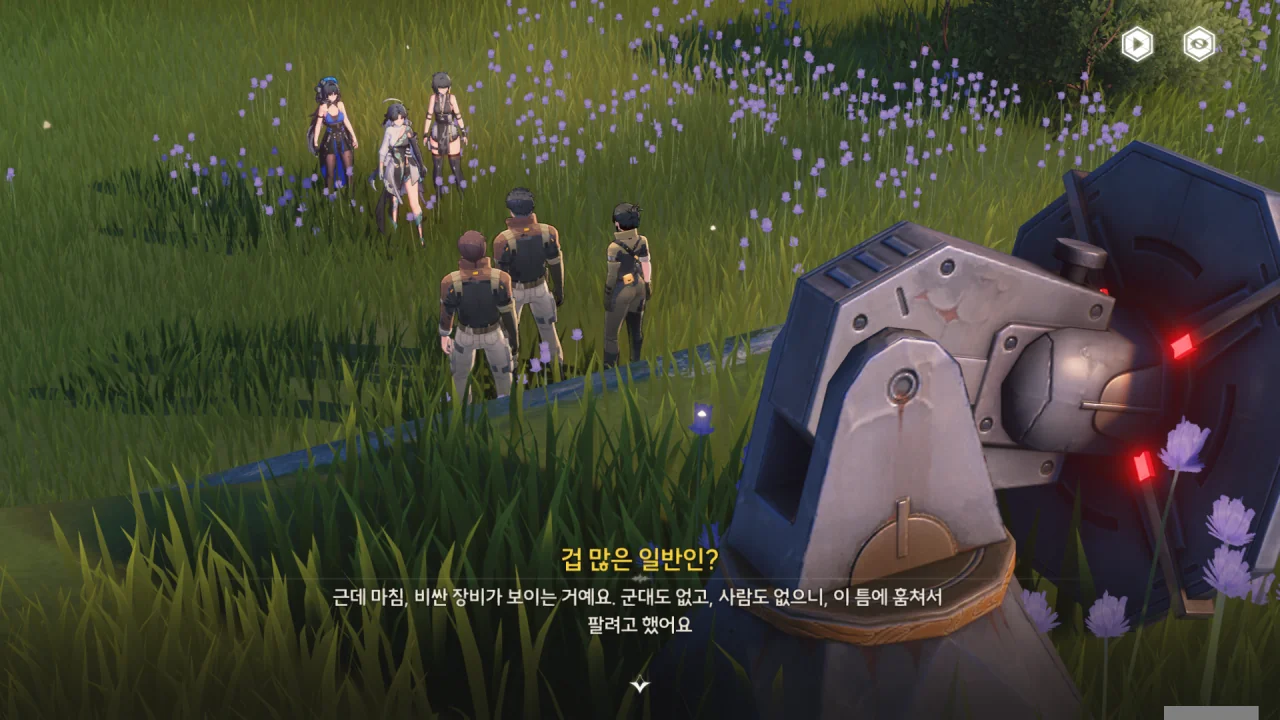 겁 많은 일반인?
근데 마침, 비싼 장비가 보이는 거예요. 군대도 없고, 사람도 없으니, 이 틈에 훔쳐서
팔려고 했어요